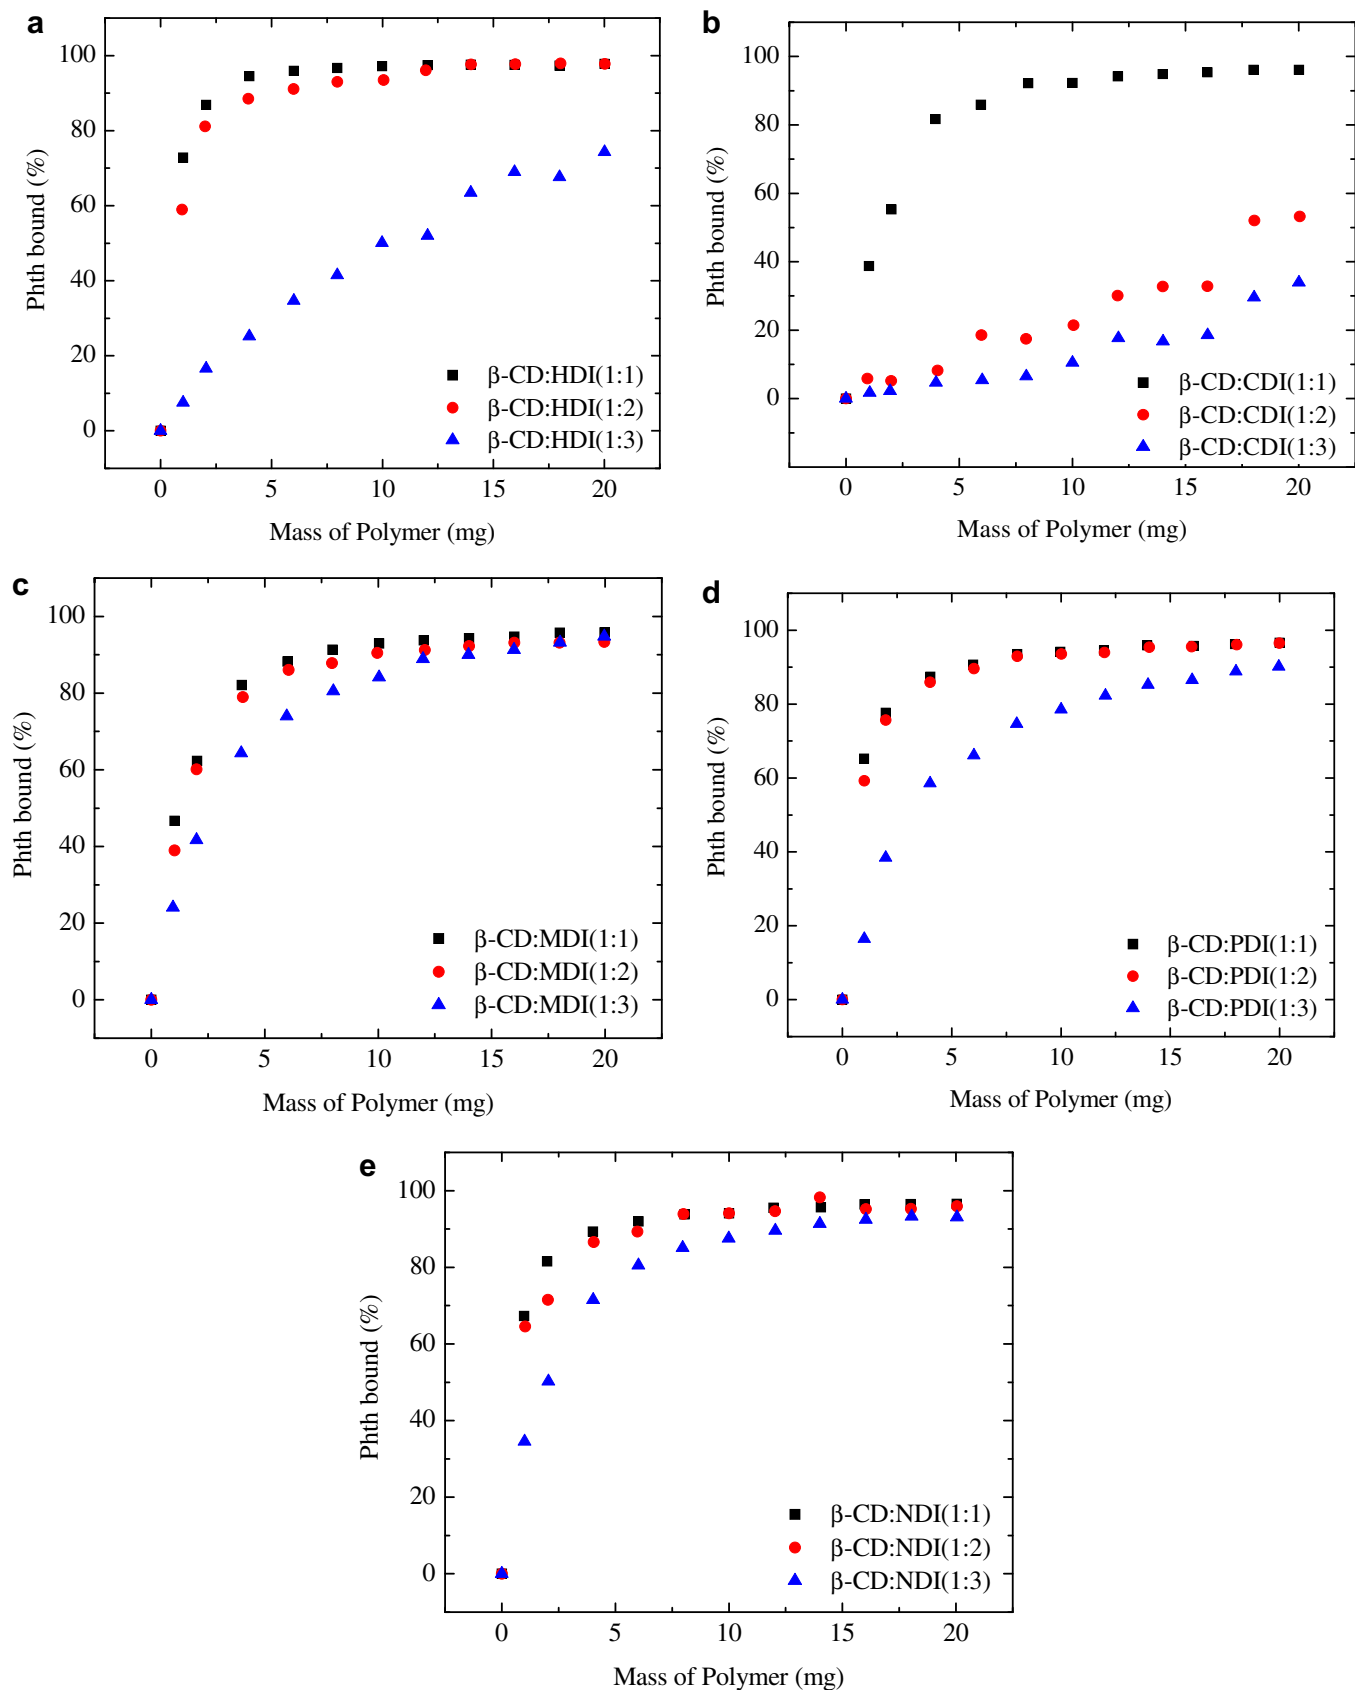 a
100
80
60
40
20
0
Phth bound (%)
β-CD:HDI(1:1)
β-CD:HDI(1:2)
β-CD:HDI(1:3)
0 5 10 15 20
Mass of Polymer (mg)
b
100
80
60
40
20
0
Phth bound (%)
β-CD:CDI(1:1)
β-CD:CDI(1:2)
β-CD:CDI(1:3)
0 5 10 15 20
Mass of Polymer (mg)
c
100
80
60
40
20
0
Phth bound (%)
β-CD:MDI(1:1)
β-CD:MDI(1:2)
β-CD:MDI(1:3)
0 5 10 15 20
Mass of Polymer (mg)
d
100
80
60
40
20
0
Phth bound (%)
β-CD:PDI(1:1)
β-CD:PDI(1:2)
β-CD:PDI(1:3)
0 5 10 15 20
Mass of Polymer (mg)
e
100
80
60
40
20
0
Phth bound (%)
β-CD:NDI(1:1)
β-CD:NDI(1:2)
β-CD:NDI(1:3)
0 5 10 15 20
Mass of Polymer (mg)